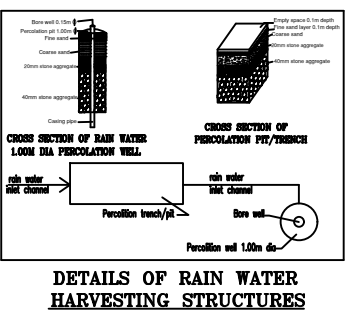 Bore well 0.15m ϕ
Percolation pit 1.00m ϕ
Fine sand
Coarse sand
20mm stone aggregate
40mm stone aggregate
Casing pipe
CROSS SECTION OF RAIN WATER
1.00M DIA PERCOLATION WELL
Empty space 0.1m depth
Fine sand layer 0.1m depth
Coarse sand
20mm stone aggregate
40mm stone aggregate
CROSS SECTION OF
PERCOLATION PIT/TRENCH
rain water
inlet channel
Percolition trench/pit
rain water
inlet channel
Bore well
Percolition well 1.00m dia
DETAILS OF RAIN WATER
HARVESTING STRUCTURES